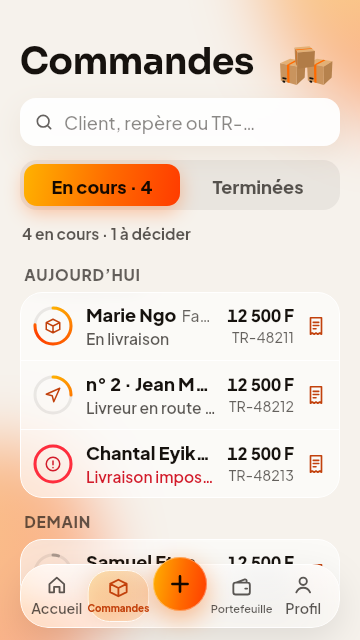 Commandes
Client, repère ou TR-…
En cours · 4
Terminées
4 en cours · 1 à décider
AUJOURD’HUI
Marie Ngo Fa… 12 500 F
En livraison TR-48211
n° 2 · Jean M… 12 500 F
Livreur en route … TR-48212
Chantal Eyik… 12 500 F
Livraison impos… TR-48213
DEMAIN
Samuel 12 500 F
Accueil
Commandes
Portefeuille
Profil